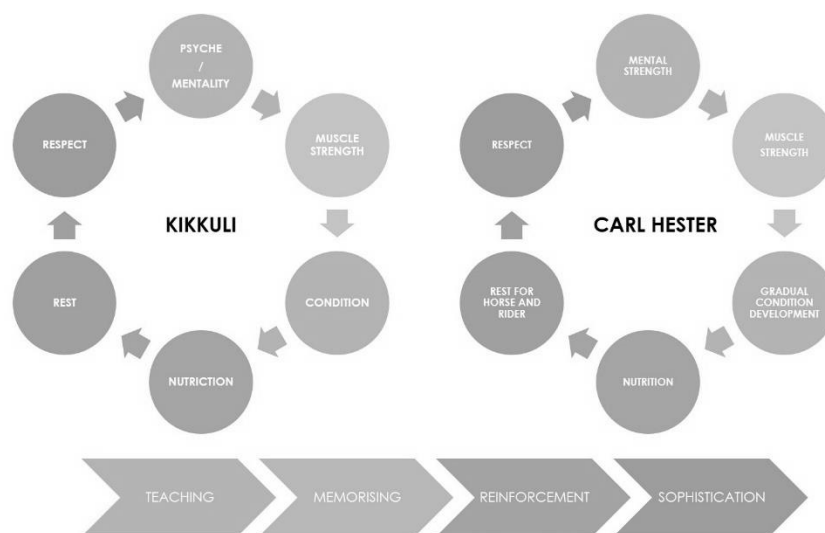 PSYCHE
/
MENTALITY
MUSCLE
STRENGTH
CONDITION
NUTRICTION
REST
RESPECT
KIKKULI
MENTAL
STRENGTH
MUSCLE
STRENGTH
GRADUAL
CONDITION
DEVELOPMENT
NUTRITION
REST FOR
HORSE AND
RIDER
RESPECT
CARL HESTER
TEACHING
MEMORISING
REINFORCEMENT
SOPHISTICATION